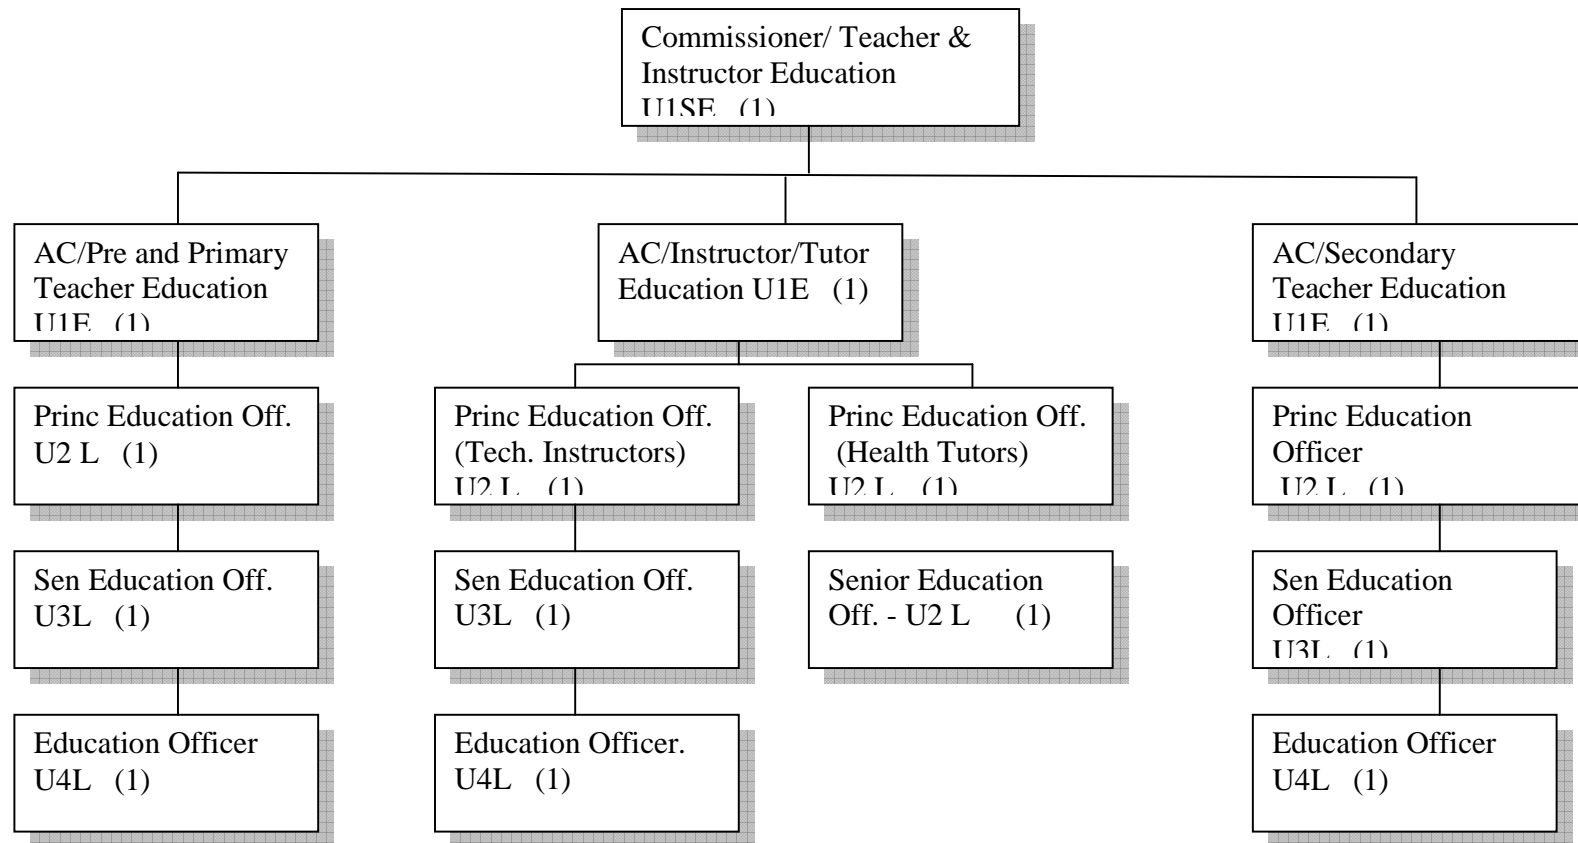 Commissioner/ Teacher &
Instructor Education
U1SE (1)
AC/Pre and Primary
Teacher Education
U1E (1)
AC/Instructor/Tutor
Education U1E (1)
AC/Secondary
Teacher Education
U1E (1)
Princ Education Off.
U2 L (1)
Princ Education Off.
(Tech. Instructors)
U2 L (1)
Princ Education Off.
(Health Tutors)
U2 L (1)
Princ Education
Officer
U2 L (1)
Sen Education Off.
U3L (1)
Sen Education Off.
U3L (1)
Senior Education
Off. - U2 L (1)
Sen Education
Officer
U3L (1)
Education Officer
U4L (1)
Education Officer.
U4L (1)
Education Officer
U4L (1)